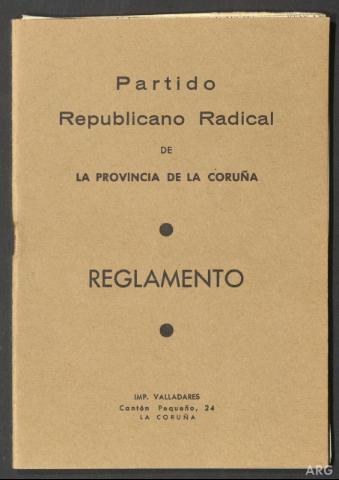 Partido
Republicano Radical
DE
LA PROVINCIA DE LA CORUÑA
REGLAMENTO
IMP. VALLADARES
Cantón Pequeño, 24
LA CORUÑA
ARG